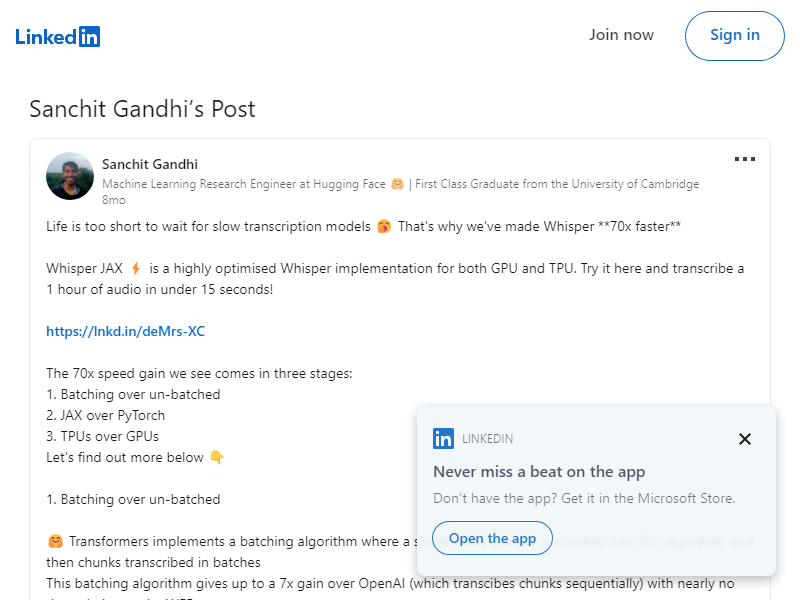 LinkedIn
Join now
Sign in
Sanchit Gandhi’s Post
Sanchit Gandhi
Machine Learning Research Engineer at Hugging Face 🤗 | First Class Graduate from the University of Cambridge
8mo
Life is too short to wait for slow transcription models 🥱 That's why we've made Whisper **70x faster**
Whisper JAX ⚡ is a highly optimised Whisper implementation for both GPU and TPU. Try it here and transcribe a
1 hour of audio in under 15 seconds!
https://lnkd.in/deMrs-XC
The 70x speed gain we see comes in three stages:
1. Batching over un-batched
2. JAX over PyTorch
3. TPUs over GPUs
Let's find out more below 👇
1. Batching over un-batched
🤗 Transformers implements a batching algorithm where a
then chunks transcribed in batches
This batching algorithm gives up to a 7x gain over OpenAI (which transcibes chunks sequentially) with nearly no
LINKEDIN
Never miss a beat on the app
Don’t have the app? Get it in the Microsoft Store.
Open the app